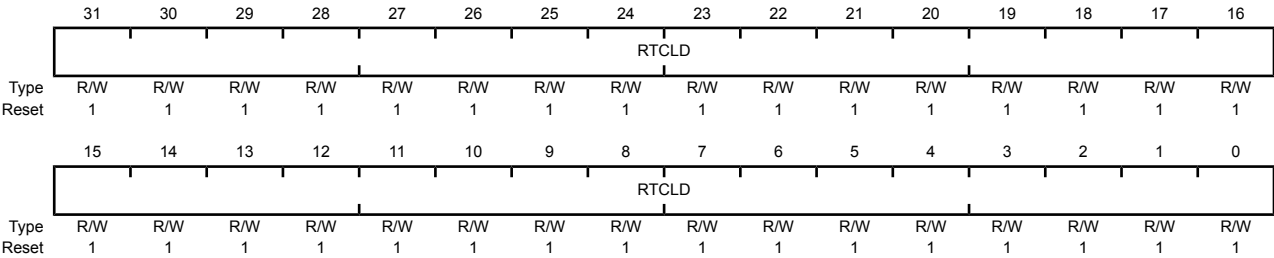 31 30 29 28 27 26 25 24 23 22 21 20 19 18 17 16
RTCLD
Type R/W R/W R/W R/W R/W R/W R/W R/W R/W R/W R/W R/W R/W R/W R/W R/W
Reset 1 1 1 1 1 1 1 1 1 1 1 1 1 1 1 1
15 14 13 12 11 10 9 8 7 6 5 4 3 2 1 0
RTCLD
Type R/W R/W R/W R/W R/W R/W R/W R/W R/W R/W R/W R/W R/W R/W R/W R/W
Reset 1 1 1 1 1 1 1 1 1 1 1 1 1 1 1 1